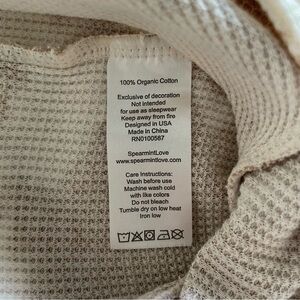 100% Organic Cotton
Exclusive of decoration
Not intended
for use as sleepwear
Keep away from fire
Designed in USA
Made in China
RN0100587
SpearmintLove
www.spearmintlove.com
Care Instructions:
Wash before use
Machine wash cold
with like colors
Do not bleach
Tumble dry on low heat
Iron low